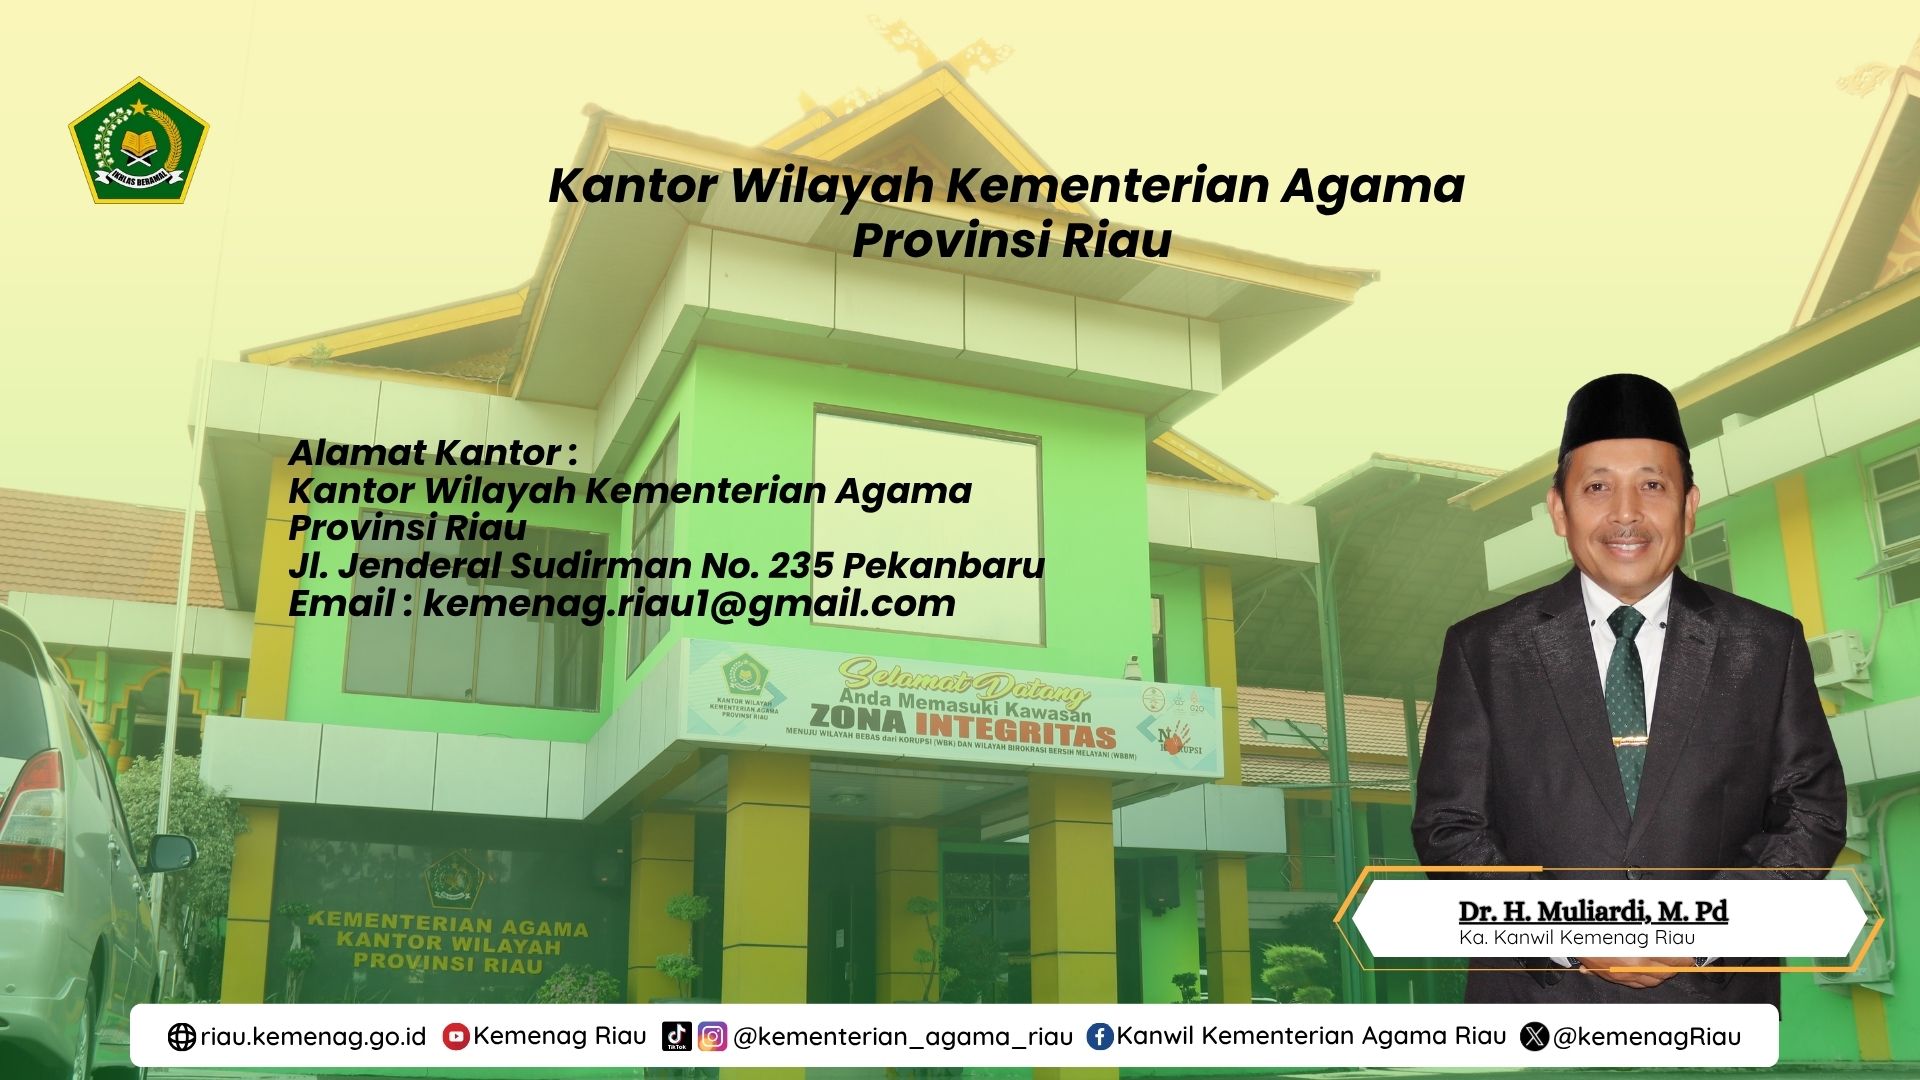 IKHLAS BERAMAL
Kantor Wilayah Kementerian Agama
Provinsi Riau
Alamat Kantor :
Kantor Wilayah Kementerian Agama
Provinsi Riau
Jl. Jenderal Sudirman No. 235 Pekanbaru
Email : kemenag.riau1@gmail.com
KANTOR WILAYAH
KEMENTERIAN AGAMA
PROVINSI RIAU
Selamat Datang
Anda Memasuki Kawasan
ZONA INTEGRITAS
MENUJU WILAYAH BEBAS dari KORUPSI (WBK) DAN WILAYAH BIROKRASI BERSIH MELAYANI (WBBM)
G20
KEMENTERIAN AGAMA
KANTOR WILAYAH
PROVINSI RIAU
Dr. H. Muliardi, M. Pd
Ka. Kanwil Kemenag Riau
riau.kemenag.go.id Kemenag Riau TikTok @kementerian_agama_riau Kanwil Kementerian Agama Riau @kemenagRiau